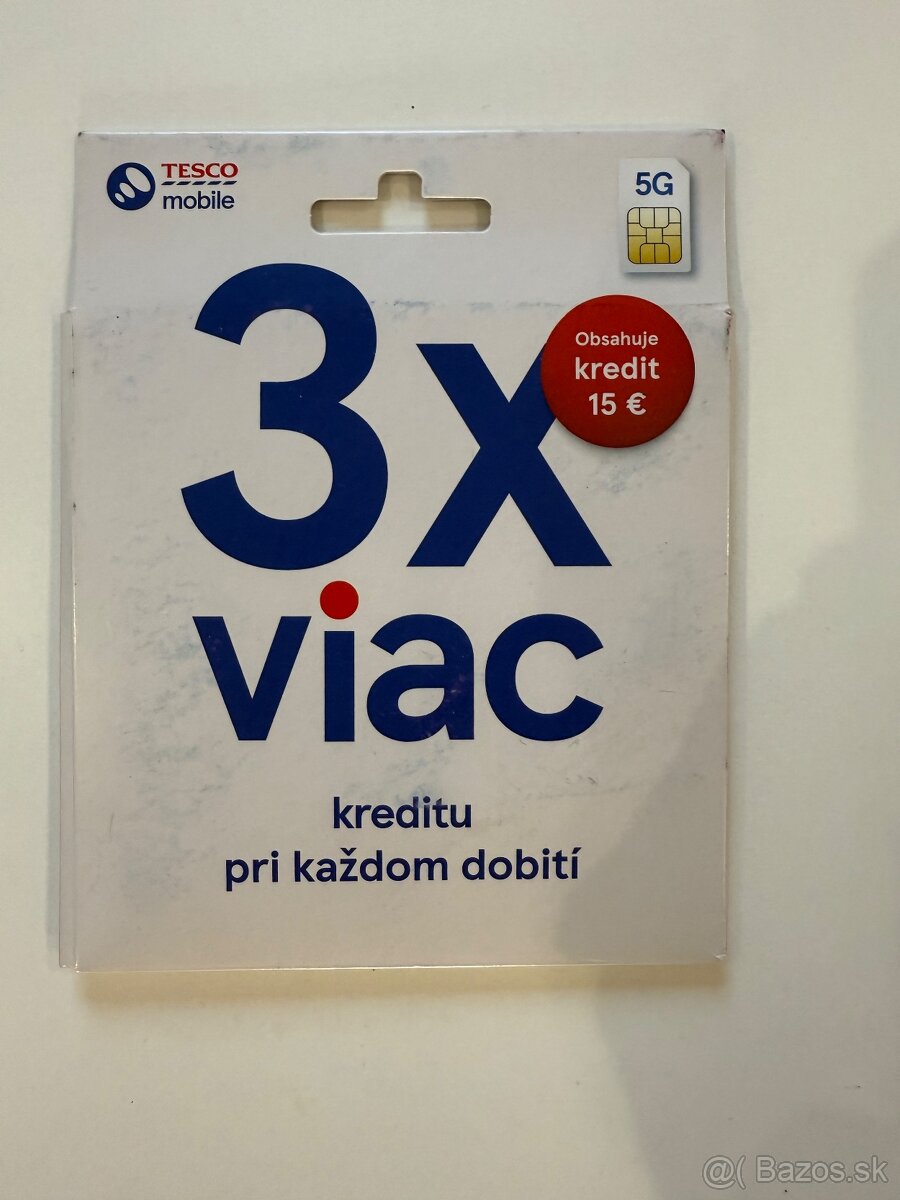 TESCO
mobile
5G
3x
Obsahuje
kredit
15 €
viac
kreditu
pri každom dobití
@( Bazos.sk